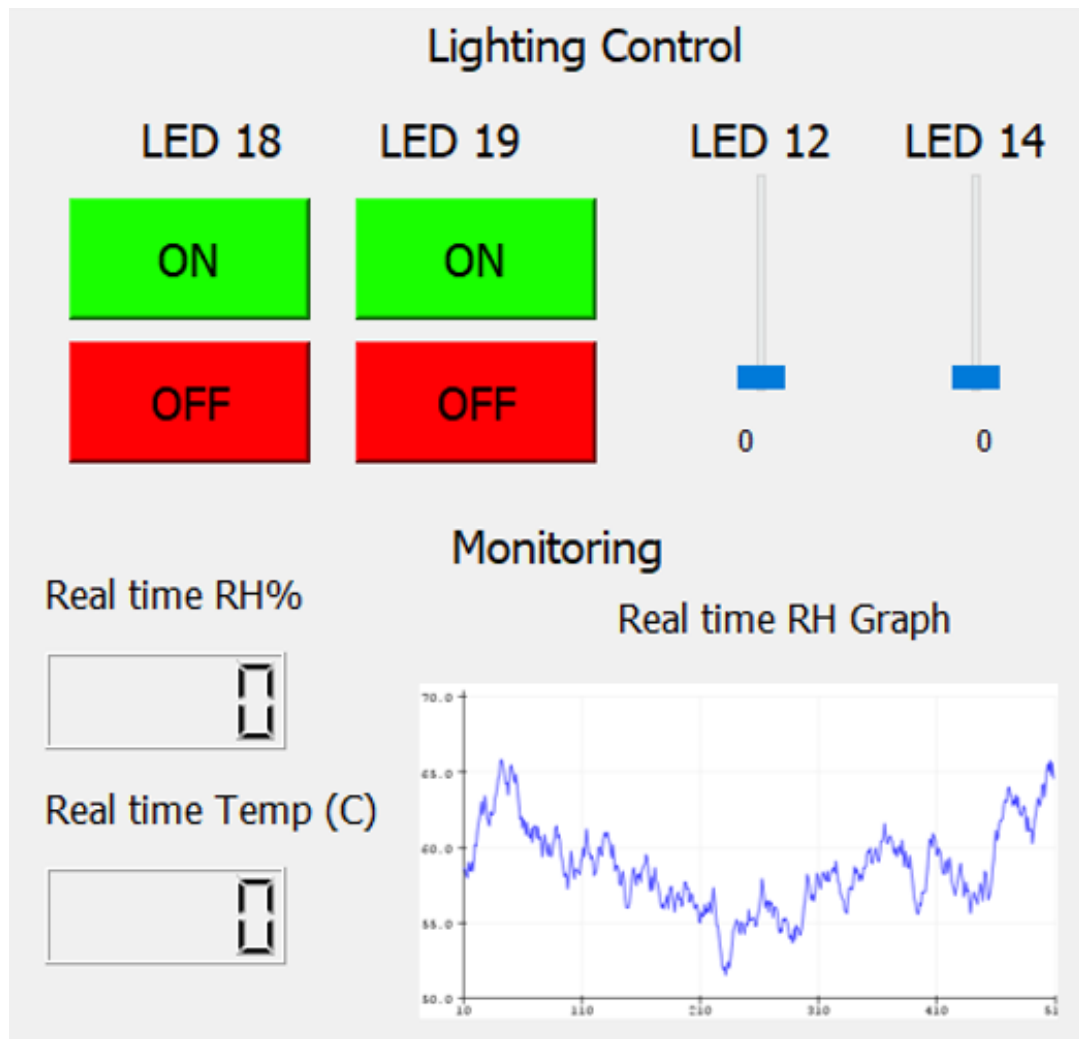 Lighting Control
LED 18 LED 19 LED 12 LED 14
ON ON
OFF OFF
0 0
Monitoring
Real time RH%
Real time RH Graph
0
Real time Temp (C)
0
70.0
65.0
60.0
55.0
50.0
10 110 210 310 410 51